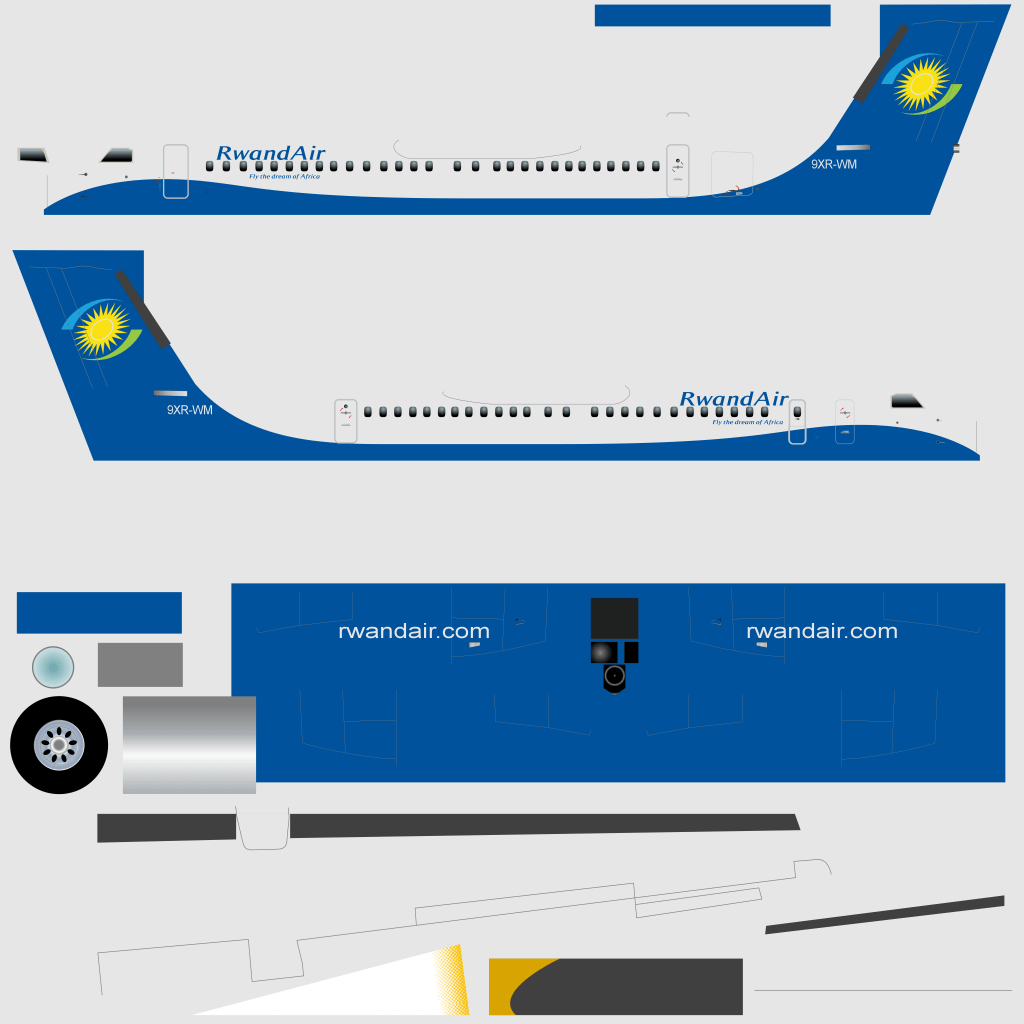 RwandAir
Fly the dream of Africa
9XR-WM
RwandAir
Fly the dream of Africa
9XR-WM
rwandair.com
rwandair.com